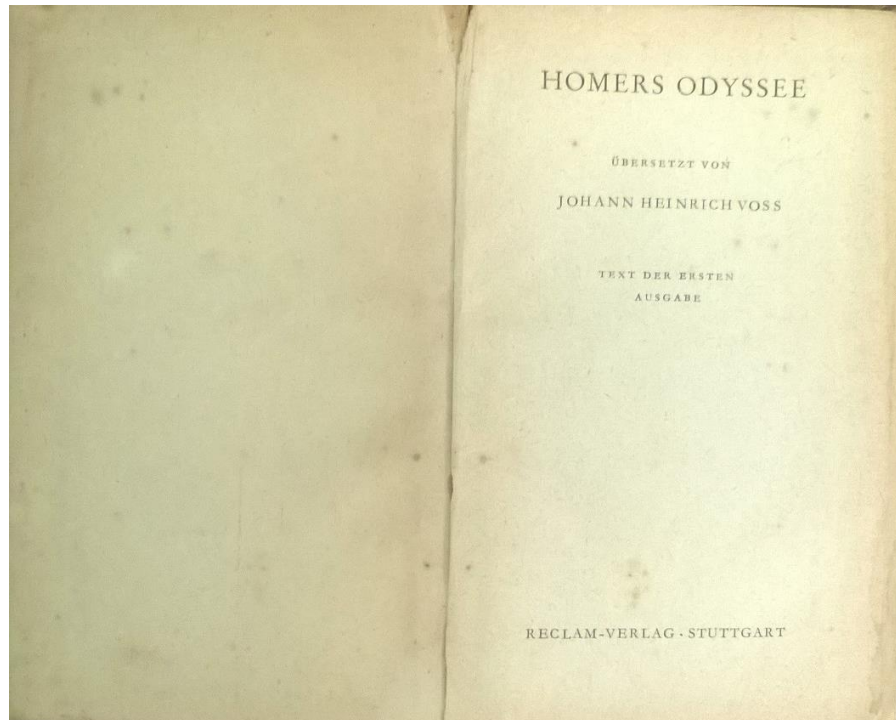 HOMERS ODYSSEE
ÜBERSETZT VON
JOHANN HEINRICH VOSS
TEXT DER ERSTEN
AUSGABE
RECLAM-VERLAG · STUTTGART